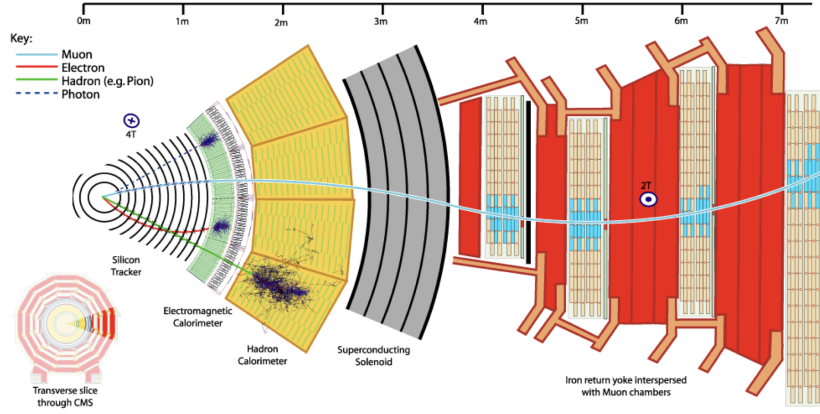 0m 1m 2m 3m 4m 5m 6m 7m
Key:
Muon
Electron
Hadron (e.g. Pion)
Photon
4T
2T
Silicon
Tracker
Electromagnetic
Calorimeter
Hadron
Calorimeter
Superconducting
Solenoid
Iron return yoke interspersed
with Muon chambers
Transverse slice
through CMS